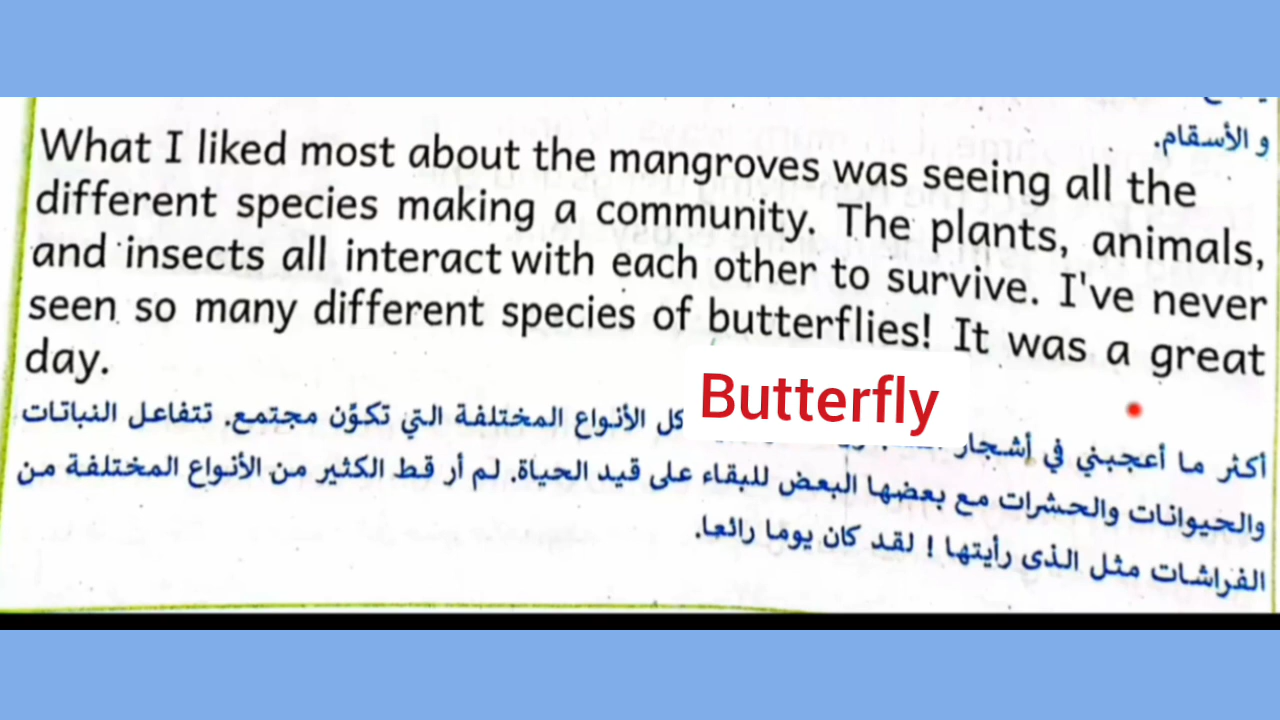 و الأسقام.
What I liked most about the mangroves was seeing all the
different species making a community. The plants, animals,
and insects all interact with each other to survive. I've never
seen so many different species of butterflies! It was a great
day.
Butterfly
أكثر ما أعجبني في أشجار كل الأنواع المختلفة التي تكوّن مجتمع. تتفاعل النباتات
والحيوانات والحشرات مع بعضها البعض للبقاء على قيد الحياة. لم أر قط الكثير من الأنواع المختلفة من
الفراشات مثل الذى رأيتها ! لقد كان يومًا رائعا.